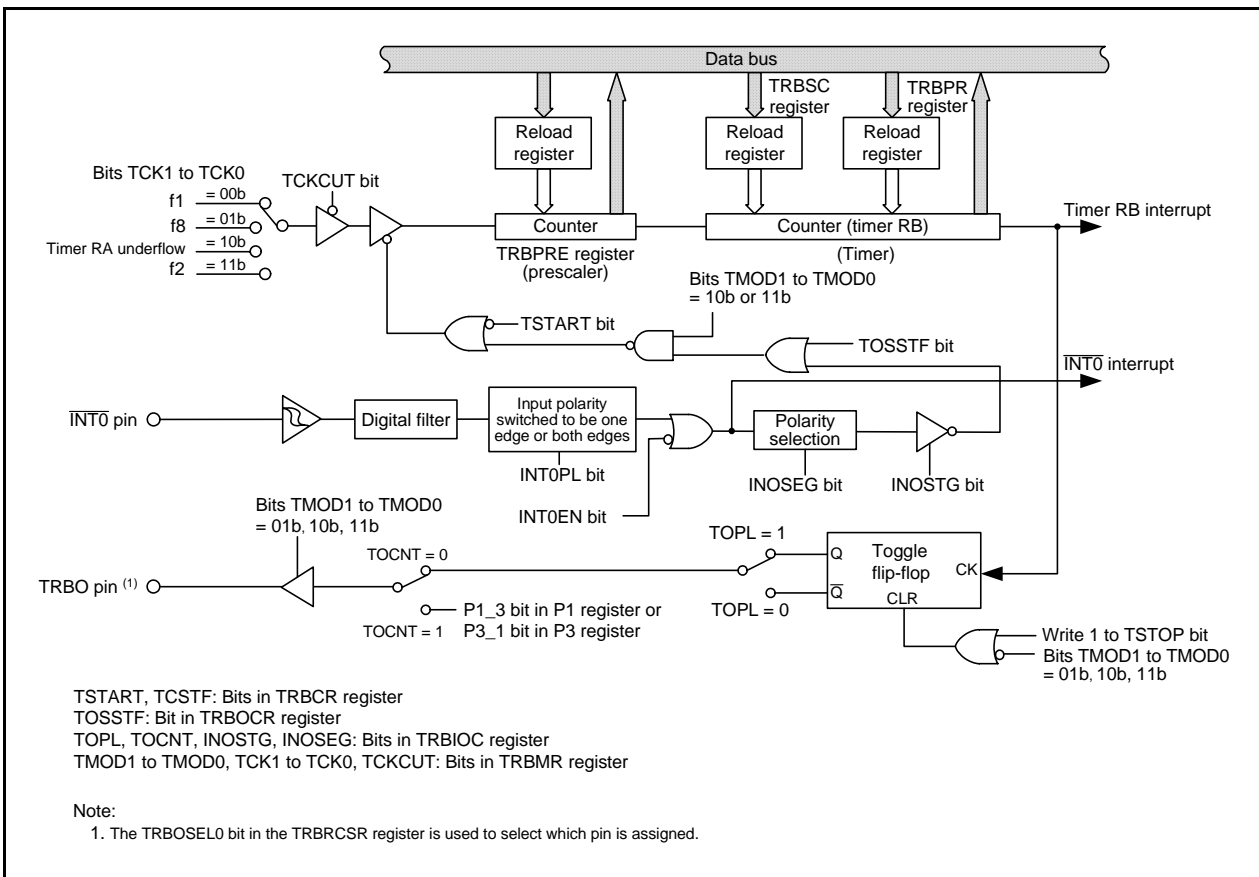 Data bus
TRBSC
register
TRBPR
register
Reload
register
Reload
register
Reload
register
Bits TCK1 to TCK0
TCKCUT bit
f1
= 00b
f8
= 01b
Timer RA underflow
= 10b
f2
= 11b
Counter
Counter (timer RB)
Timer RB interrupt
TRBPRE register
(prescaler)
(Timer)
Bits TMOD1 to TMOD0
= 10b or 11b
TSTART bit
TOSSTF bit
INT0 interrupt
INT0 pin
Digital filter
Input polarity
switched to be one
edge or both edges
Polarity
selection
INT0PL bit
INOSEG bit
INOSTG bit
INT0EN bit
Bits TMOD1 to TMOD0
= 01b, 10b, 11b
TOPL = 1
TOCNT = 0
Q
Toggle
flip-flop
CK
TRBO pin (1)
Q
CLR
TOPL = 0
P1_3 bit in P1 register or
TOCNT = 1
P3_1 bit in P3 register
Write 1 to TSTOP bit
Bits TMOD1 to TMOD0
= 01b, 10b, 11b
TSTART, TCSTF: Bits in TRBCR register
TOSSTF: Bit in TRBOCR register
TOPL, TOCNT, INOSTG, INOSEG: Bits in TRBIOC register
TMOD1 to TMOD0, TCK1 to TCK0, TCKCUT: Bits in TRBMR register
Note:
1. The TRBOSEL0 bit in the TRBRCSR register is used to select which pin is assigned.